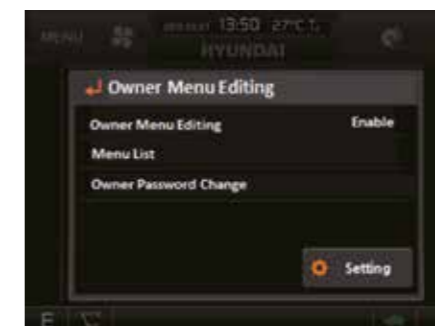 MENU 13:50 27°C
HYUNDAI
Owner Menu Editing
Owner Menu Editing Enable
Menu List
Owner Password Change
Setting
F